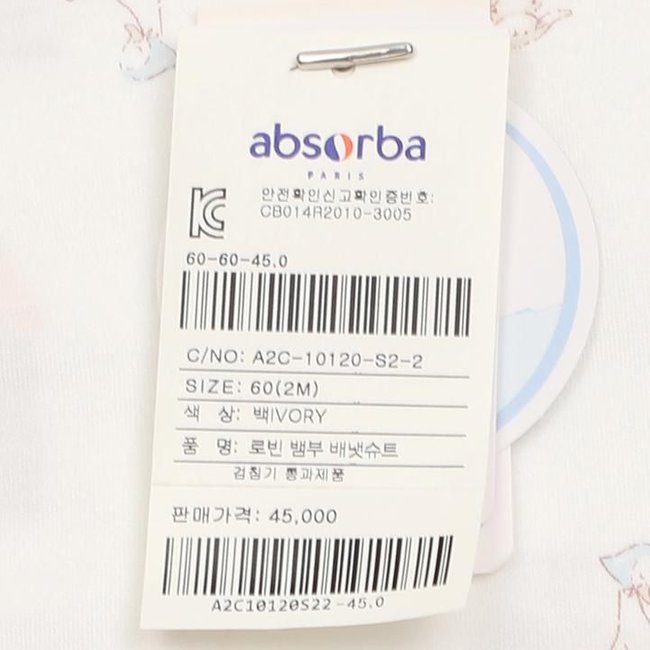 absorba
PARIS
안전확인신고확인증번호:
CB014R2010-3005
60-60-45.0
C/NO: A2C-10120-S2-2
SIZE: 60(2M)
색 상: 백IVORY
품 명: 로빈 뱀부 배냇슈트
검침기 통과제품
판매가격: 45,000
A2C10120S22-45.0